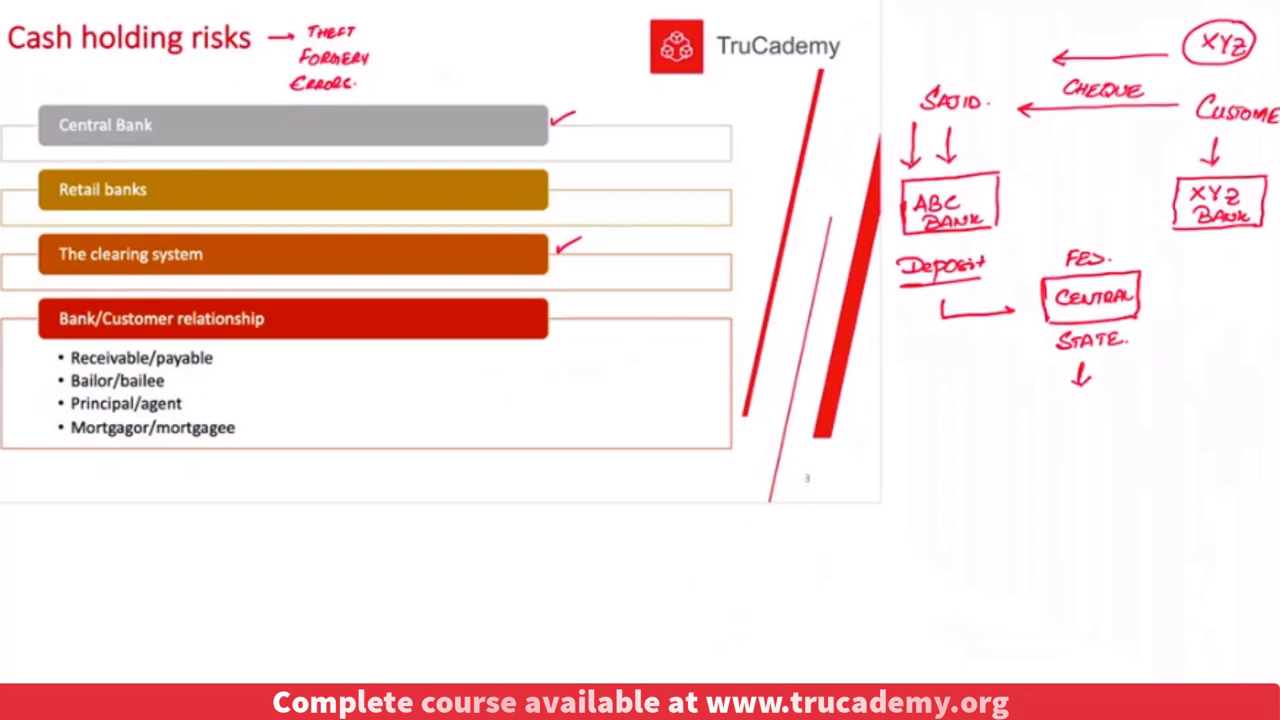 Cash holding risks → THEFT
FORGERY
ERRORS.
TruCademy
Central Bank
Retail banks
The clearing system
Bank/Customer relationship
• Receivable/payable
• Bailor/bailee
• Principal/agent
• Mortgagor/mortgagee
3
XYZ
CHEQUE
SAJID.
CUSTOME
ABC
BANK
XYZ
BANK
Deposit
FED.
CENTRAL
STATE.
Complete course available at www.trucademy.org